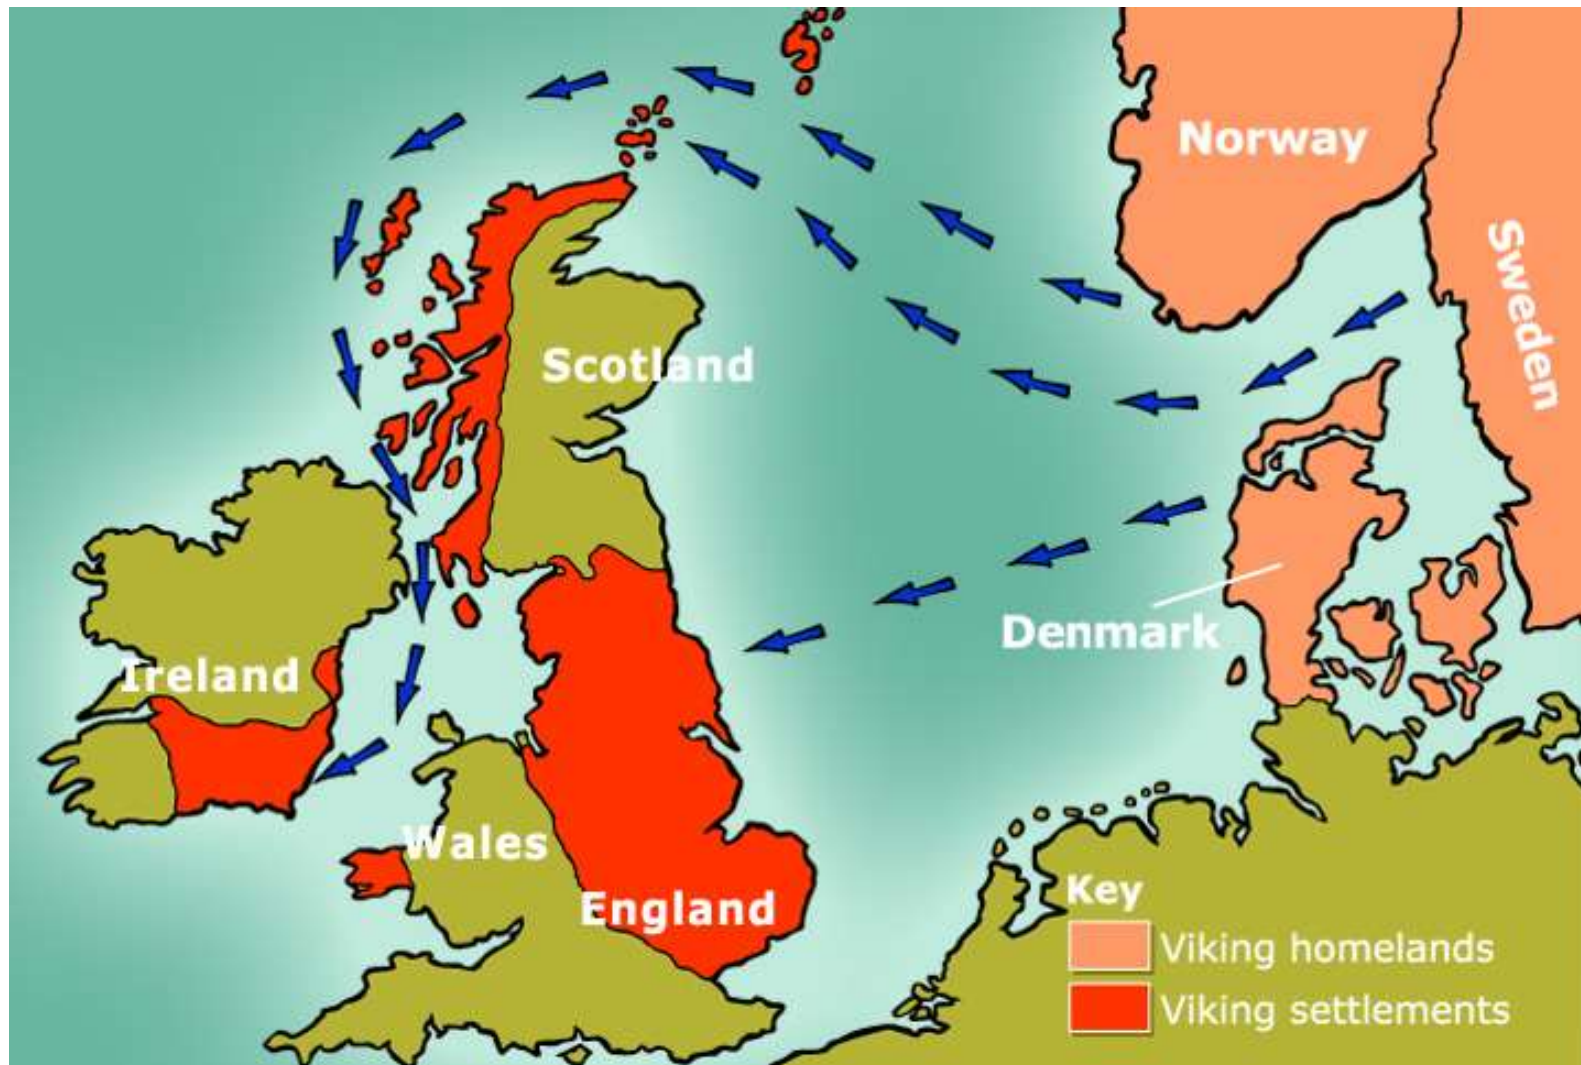 Norway
Sweden
Scotland
Denmark
Ireland
Wales
England
Key
Viking homelands
Viking settlements